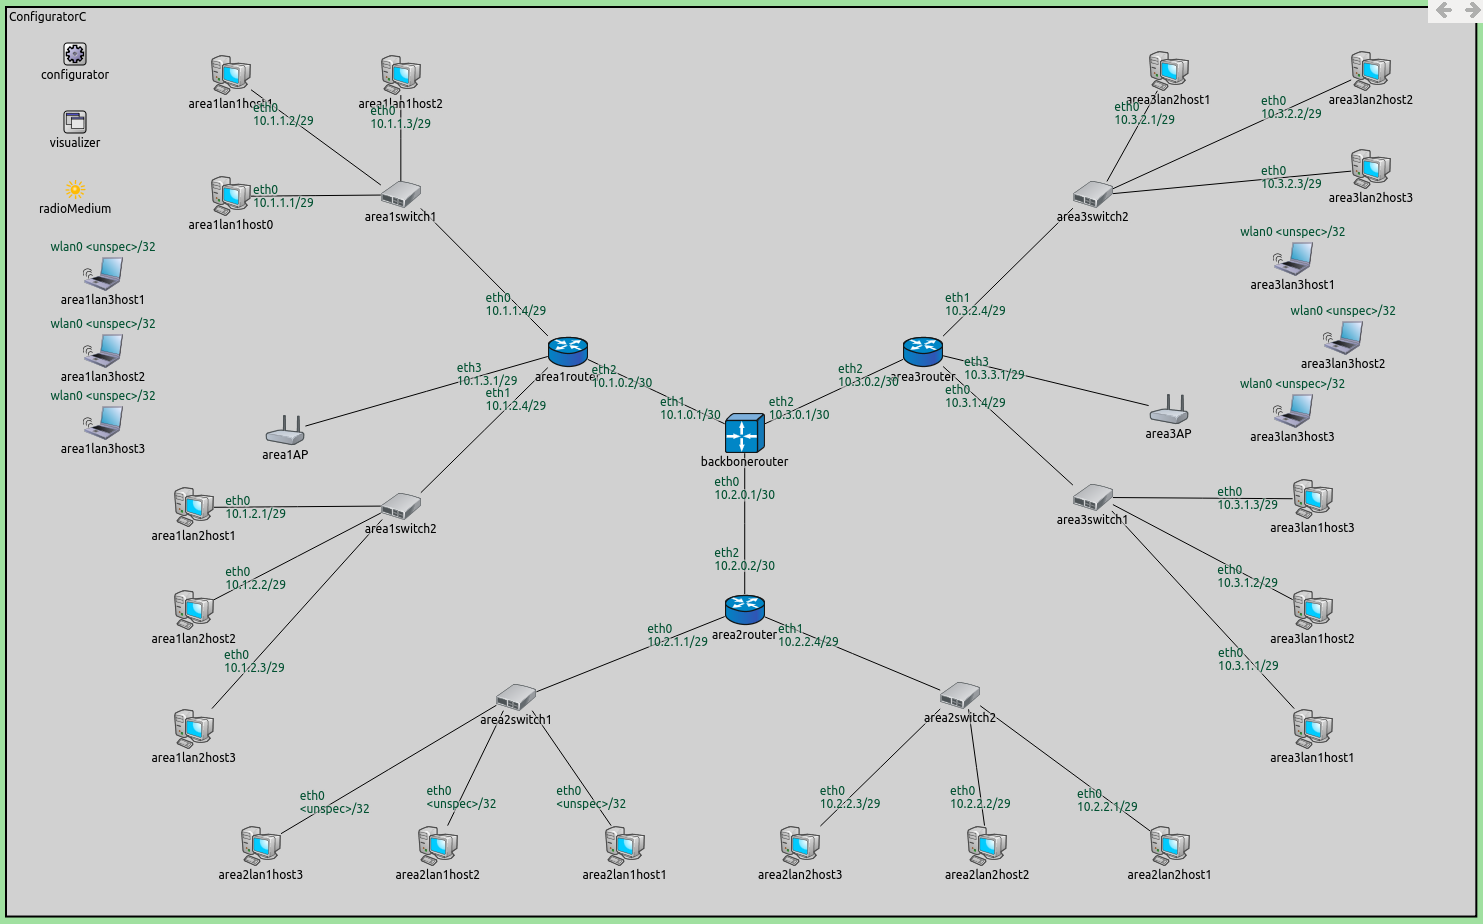 ConfiguratorC
configurator
visualizer
radioMedium
area1lan1host1
eth0
10.1.1.2/29
area1lan1host2
eth0
10.1.1.3/29
area1lan1host0
eth0
10.1.1.1/29
area1switch1
wlan0 <unspec>/32
area1lan3host1
wlan0 <unspec>/32
area1lan3host2
wlan0 <unspec>/32
area1lan3host3
eth0
10.1.1.4/29
area1router
eth3
10.1.3.1/29
eth1
10.1.2.4/29
eth2
10.1.0.2/30
area1AP
eth1
10.1.0.1/30
eth2
10.3.0.1/30
backbonerouter
eth0
10.2.0.1/30
area3lan2host1
eth0
10.3.2.1/29
area3lan2host2
eth0
10.3.2.2/29
area3lan2host3
eth0
10.3.2.3/29
area3switch2
wlan0 <unspec>/32
area3lan3host1
wlan0 <unspec>/32
area3lan3host2
wlan0 <unspec>/32
area3lan3host3
eth1
10.3.2.4/29
eth2
10.3.0.2/30
area3router
eth3
10.3.3.1/29
eth0
10.3.1.4/29
area3AP
area1lan2host1
eth0
10.1.2.1/29
area1switch2
area1lan2host2
eth0
10.1.2.2/29
area1lan2host3
eth0
10.1.2.3/29
area3switch1
eth0
10.3.1.3/29
area3lan1host3
eth0
10.3.1.2/29
area3lan1host2
eth0
10.3.1.1/29
area3lan1host1
eth2
10.2.0.2/30
area2router
eth0
10.2.1.1/29
eth1
10.2.2.4/29
area2switch1
area2switch2
eth0
<unspec>/32
eth0
<unspec>/32
eth0
<unspec>/32
eth0
10.2.2.3/29
eth0
10.2.2.2/29
eth0
10.2.2.1/29
area2lan1host3
area2lan1host2
area2lan1host1
area2lan2host3
area2lan2host2
area2lan2host1